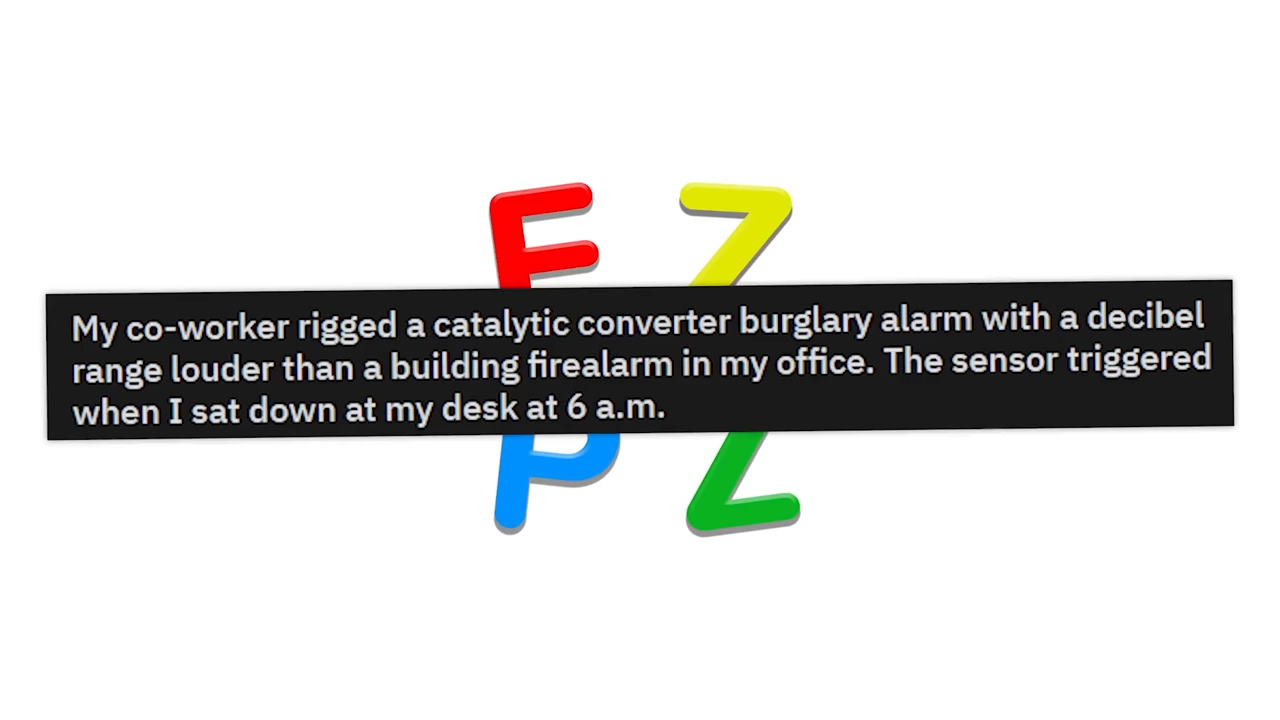 F Z
My co-worker rigged a catalytic converter burglary alarm with a decibel
range louder than a building firealarm in my office. The sensor triggered
when I sat down at my desk at 6 a.m.
P Z